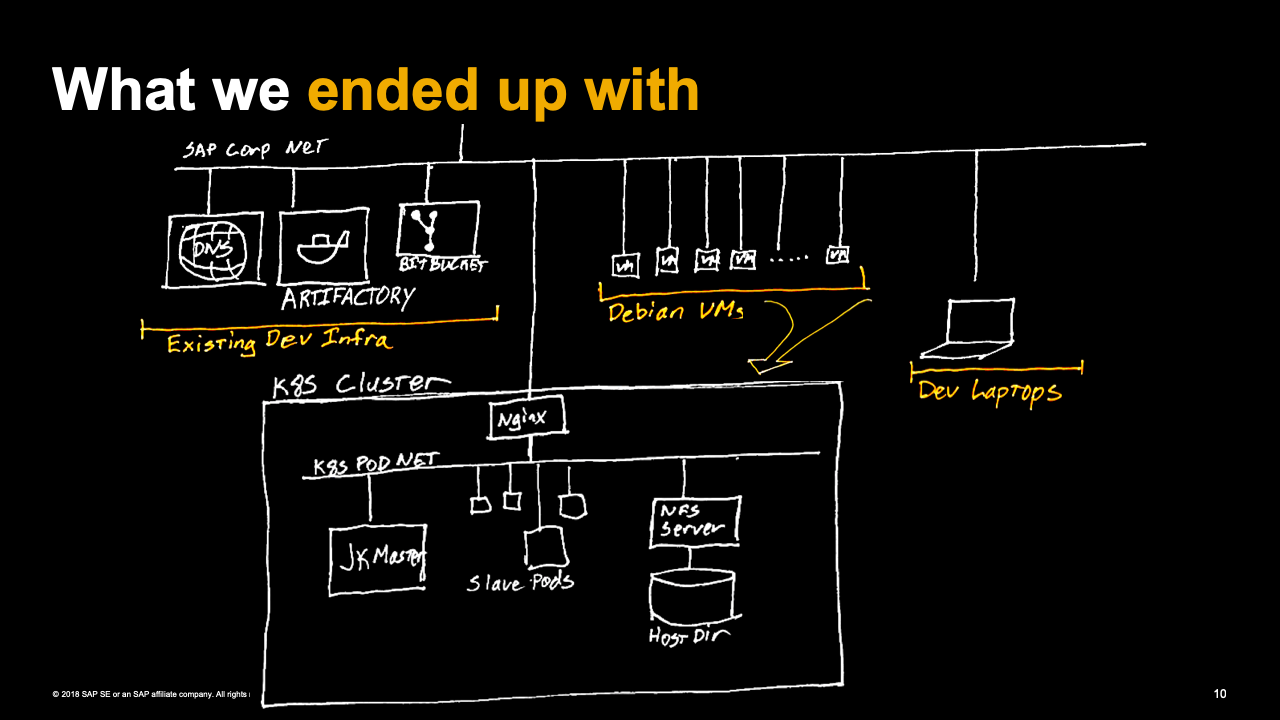 What we ended up with
SAP Corp NET
DNS
ARTIFACTORY
BITBUCKET
Existing Dev Infra
VM VM VM VM ..... VM
Debian VMs
Dev Laptops
K8S Cluster
Nginx
K8S POD NET
JK Master
Slave Pods
NFS
Server
HOST Dir
© 2018 SAP SE or an SAP affiliate company. All rights
10